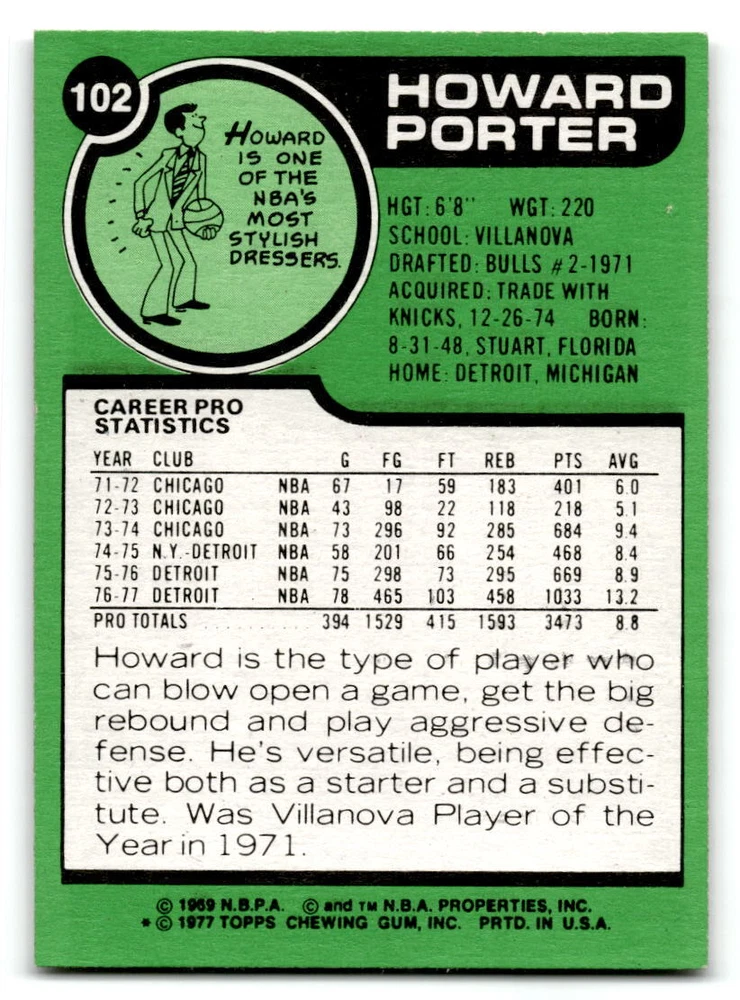 102
HOWARD
PORTER
HOWARD
IS ONE
OF THE
NBA'S
MOST
STYLISH
DRESSERS.
HGT: 6'8" WGT: 220
SCHOOL: VILLANOVA
DRAFTED: BULLS #2-1971
ACQUIRED: TRADE WITH
KNICKS, 12-26-74 BORN:
8-31-48, STUART, FLORIDA
HOME: DETROIT, MICHIGAN
CAREER PRO
STATISTICS
YEAR CLUB G FG FT REB PTS AVG
71-72 CHICAGO NBA 67 17 59 183 401 6.0
72-73 CHICAGO NBA 43 98 22 118 218 5.1
73-74 CHICAGO NBA 73 296 92 285 684 9.4
74-75 N.Y.-DETROIT NBA 58 201 66 254 468 8.4
75-76 DETROIT NBA 75 298 73 295 669 8.9
76-77 DETROIT NBA 78 465 103 458 1033 13.2
PRO TOTALS . . . . . . . . . . . . 394 1529 415 1593 3473 8.8
Howard is the type of player who
can blow open a game, get the big
rebound and play aggressive de-
fense. He's versatile, being effec-
tive both as a starter and a substi-
tute. Was Villanova Player of the
Year in 1971.
© 1969 N.B.P.A. © and TM N.B.A. PROPERTIES, INC.
* © 1977 TOPPS CHEWING GUM, INC. PRTD. IN U.S.A.